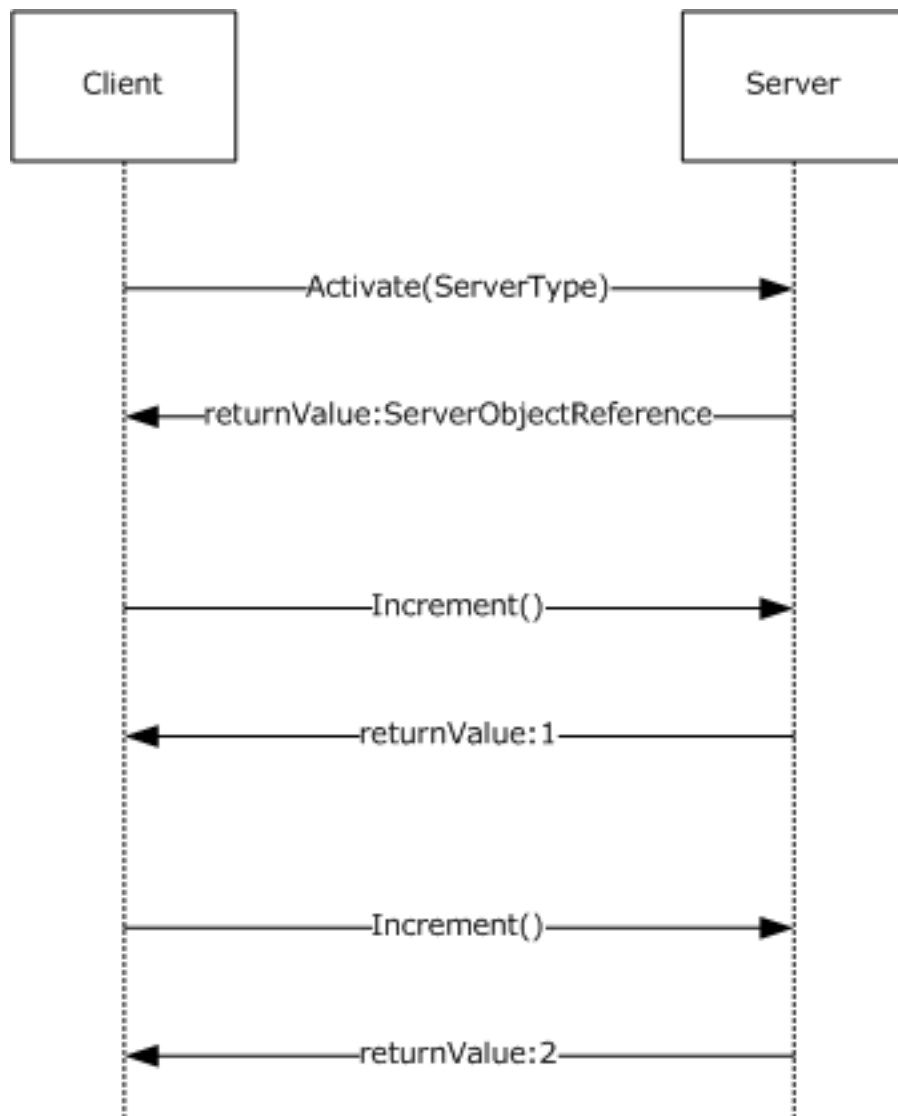 Client
Server
Activate(ServerType)
returnValue:ServerObjectReference
Increment()
returnValue:1
Increment()
returnValue:2